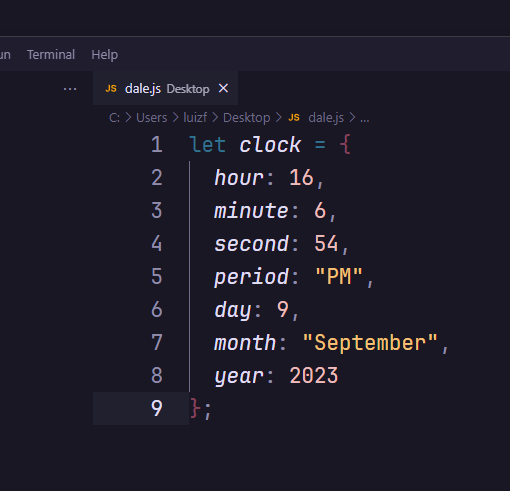 un Terminal Help
... JS dale.js Desktop ×
C: > Users > luizf > Desktop > JS dale.js > ...
1 let clock = {
2 hour: 16,
3 minute: 6,
4 second: 54,
5 period: "PM",
6 day: 9,
7 month: "September",
8 year: 2023
9 };